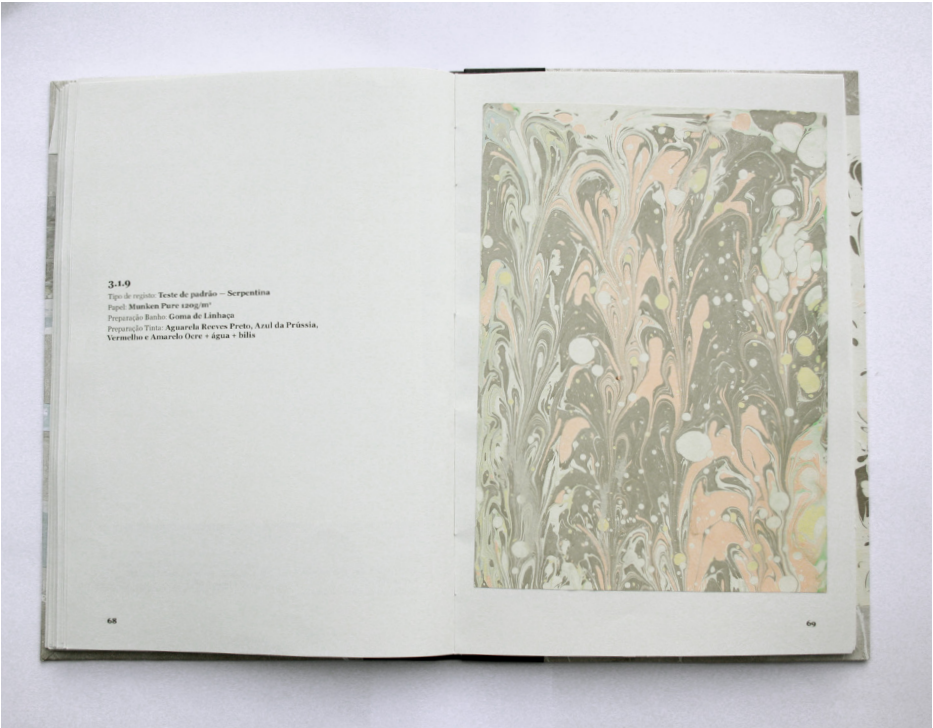 3.1.9
Tipo de registo: Teste de padrão — Serpentina
Papel: Munken Pure 120g/m²
Preparação Banho: Goma de Linhaça
Preparação Tinta: Aguarela Reeves Preto, Azul da Prússia,
Vermelho e Amarelo Ocre + água + bílis
68
69